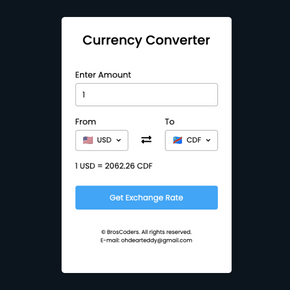 Currency Converter
Enter Amount
1
From To
USD CDF
1 USD = 2062.26 CDF
Get Exchange Rate
© BrosCoders. All rights reserved.
E-mail: ohdearteddy@gmail.com